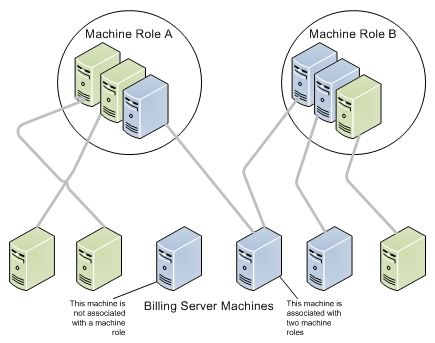 Machine Role A
Machine Role B
This machine is
not associated
with a machine
role
Billing Server Machines
This machine is
associated with
two machine
roles